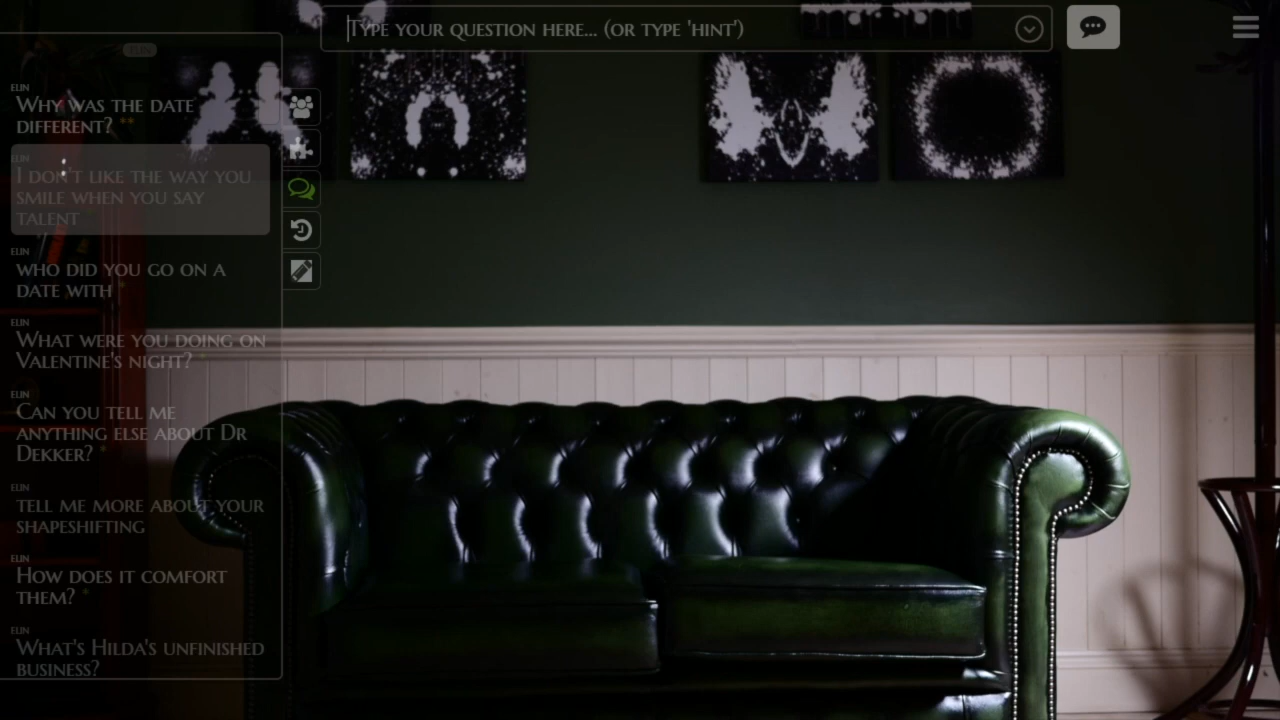 Type your question here... (or type 'hint')
ELIN
ELIN
Why was the date
different? **
ELIN
I don't like the way you
smile when you say
talent
ELIN
who did you go on a
date with *
ELIN
What were you doing on
Valentine's night? *
ELIN
Can you tell me
anything else about Dr
Dekker? *
ELIN
tell me more about your
shapeshifting
ELIN
How does it comfort
them? *
ELIN
What's Hilda's unfinished
business?